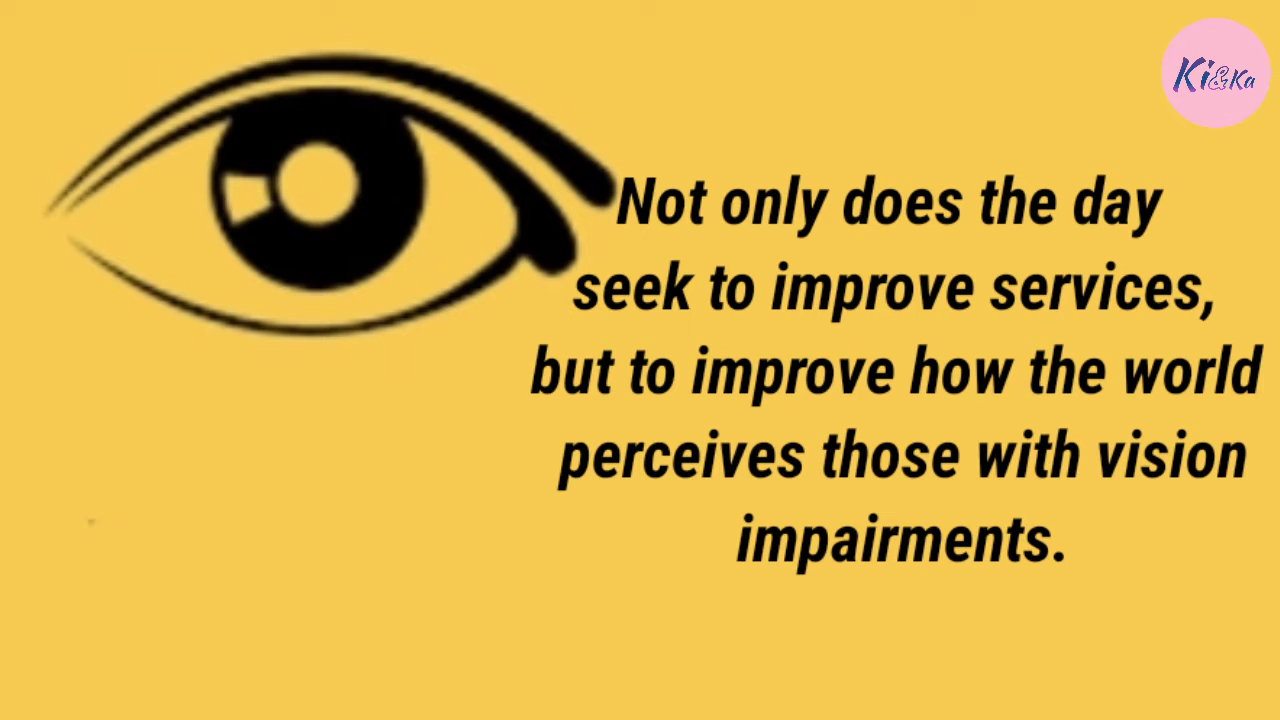 Ki&Ka
Not only does the day
seek to improve services,
but to improve how the world
perceives those with vision
impairments.